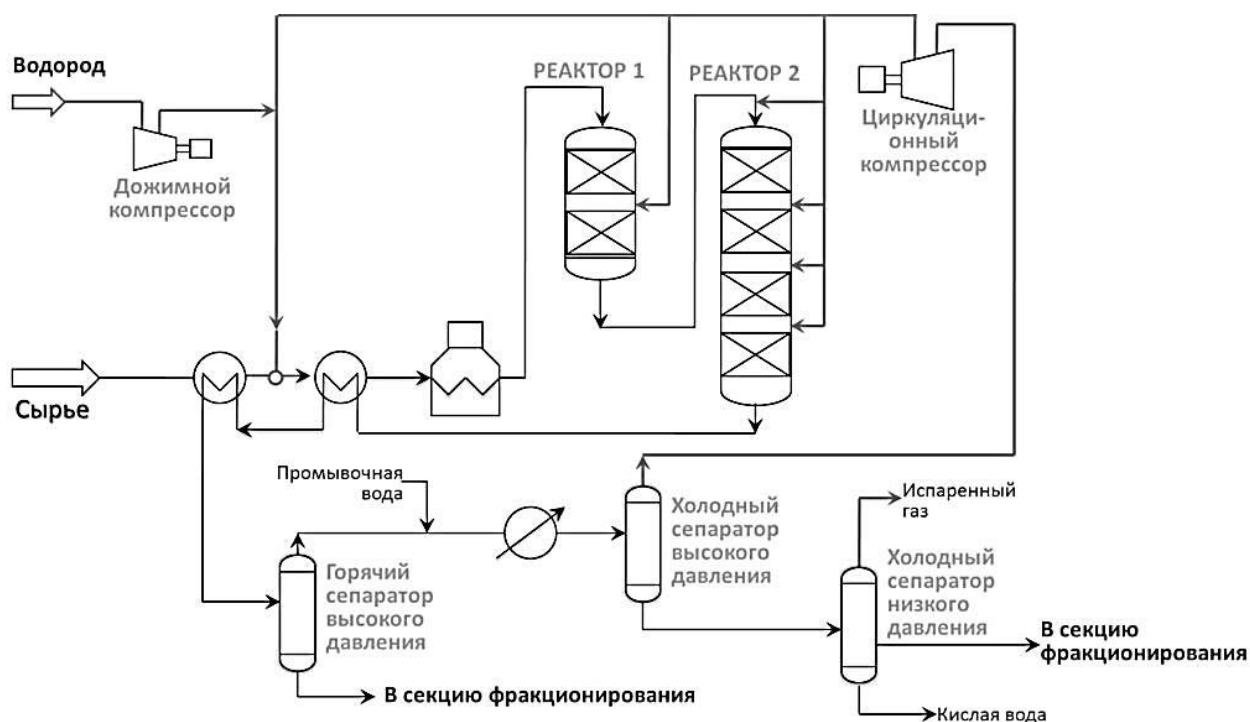 Водород
РЕАКТОР 1
РЕАКТОР 2
Циркуляци-
онный
компрессор
Дожимной
компрессор
Сырье
Промывочная
вода
Горячий
сепаратор
высокого
давления
Холодный
сепаратор
высокого
давления
Испаренный
газ
Холодный
сепаратор
низкого
давления
В секцию
фракционирования
В секцию фракционирования
Кислая вода